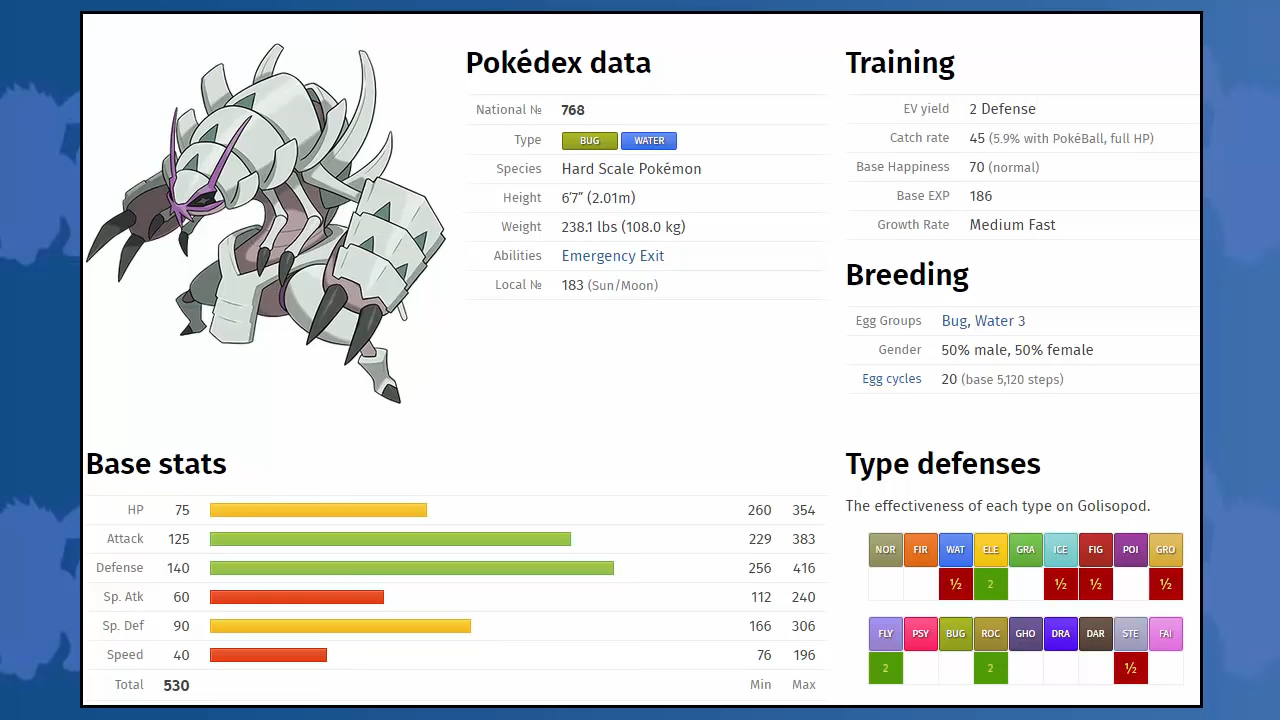 Pokédex data
National № 768
Type BUG WATER
Species Hard Scale Pokémon
Height 6'7" (2.01m)
Weight 238.1 lbs (108.0 kg)
Abilities Emergency Exit
Local № 183 (Sun/Moon)
Training
EV yield 2 Defense
Catch rate 45 (5.9% with PokéBall, full HP)
Base Happiness 70 (normal)
Base EXP 186
Growth Rate Medium Fast
Breeding
Egg Groups Bug, Water 3
Gender 50% male, 50% female
Egg cycles 20 (base 5,120 steps)
Base stats
HP 75 260 354
Attack 125 229 383
Defense 140 256 416
Sp. Atk 60 112 240
Sp. Def 90 166 306
Speed 40 76 196
Total 530 Min Max
Type defenses
The effectiveness of each type on Golisopod.
NOR FIR WAT ELE GRA ICE FIG POI GRO
½ 2 ½ ½ ½
FLY PSY BUG ROC GHO DRA DAR STE FAI
2 2 ½